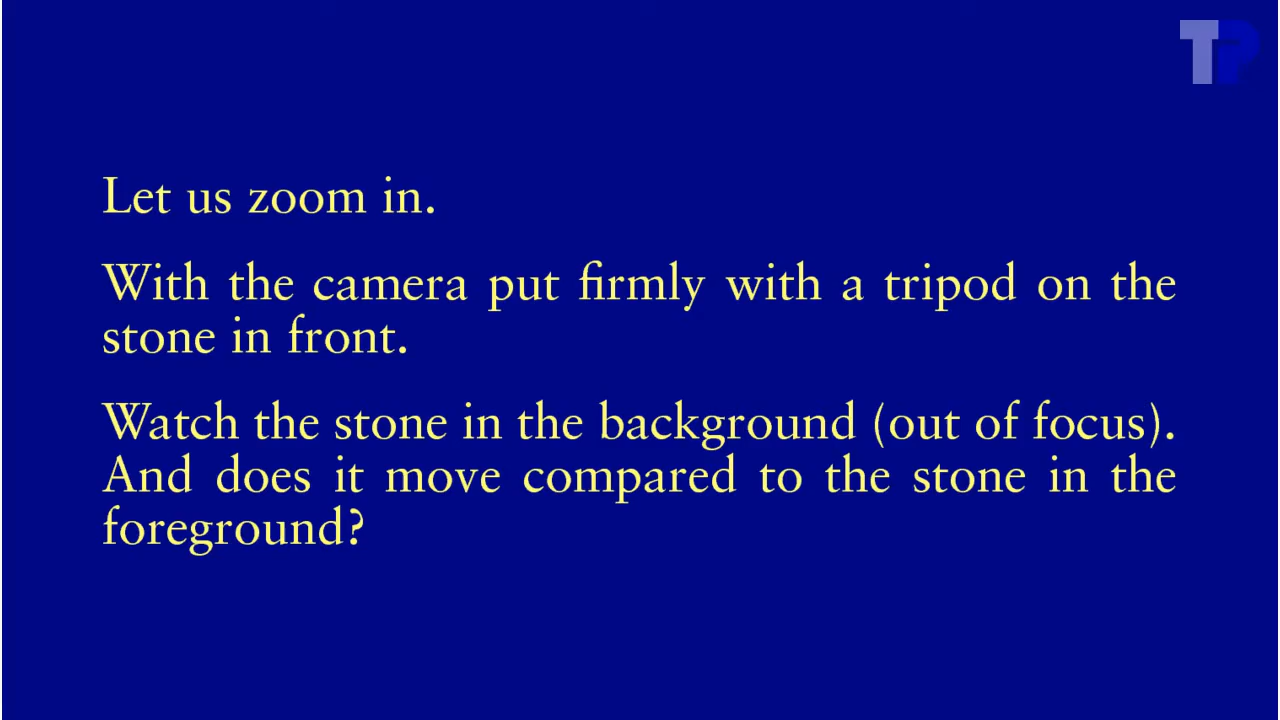 TP
Let us zoom in.
With the camera put firmly with a tripod on the
stone in front.
Watch the stone in the background (out of focus).
And does it move compared to the stone in the
foreground?